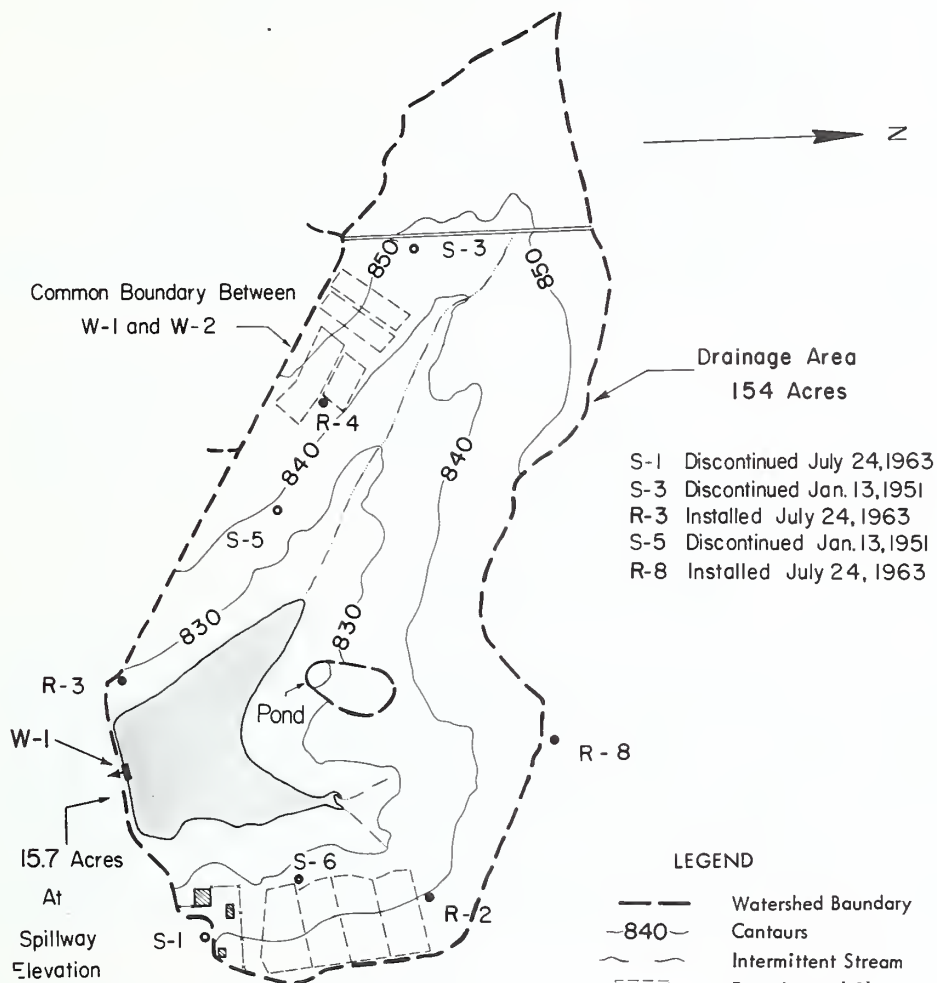 N
850
S-3
850
Common Boundary Between
W-1 and W-2
Drainage Area
154 Acres
R-4
840
840
S-1 Discontinued July 24, 1963
S-3 Discontinued Jan. 13, 1951
R-3 Installed July 24, 1963
S-5 Discontinued Jan. 13, 1951
R-8 Installed July 24, 1963
S-5
830
830
R-3
Pond
W-1
R-8
15.7 Acres
At
Spillway
Elevation
S-6
R-2
S-1
LEGEND
Watershed Boundary
840 Cantaurs
Intermittent Stream